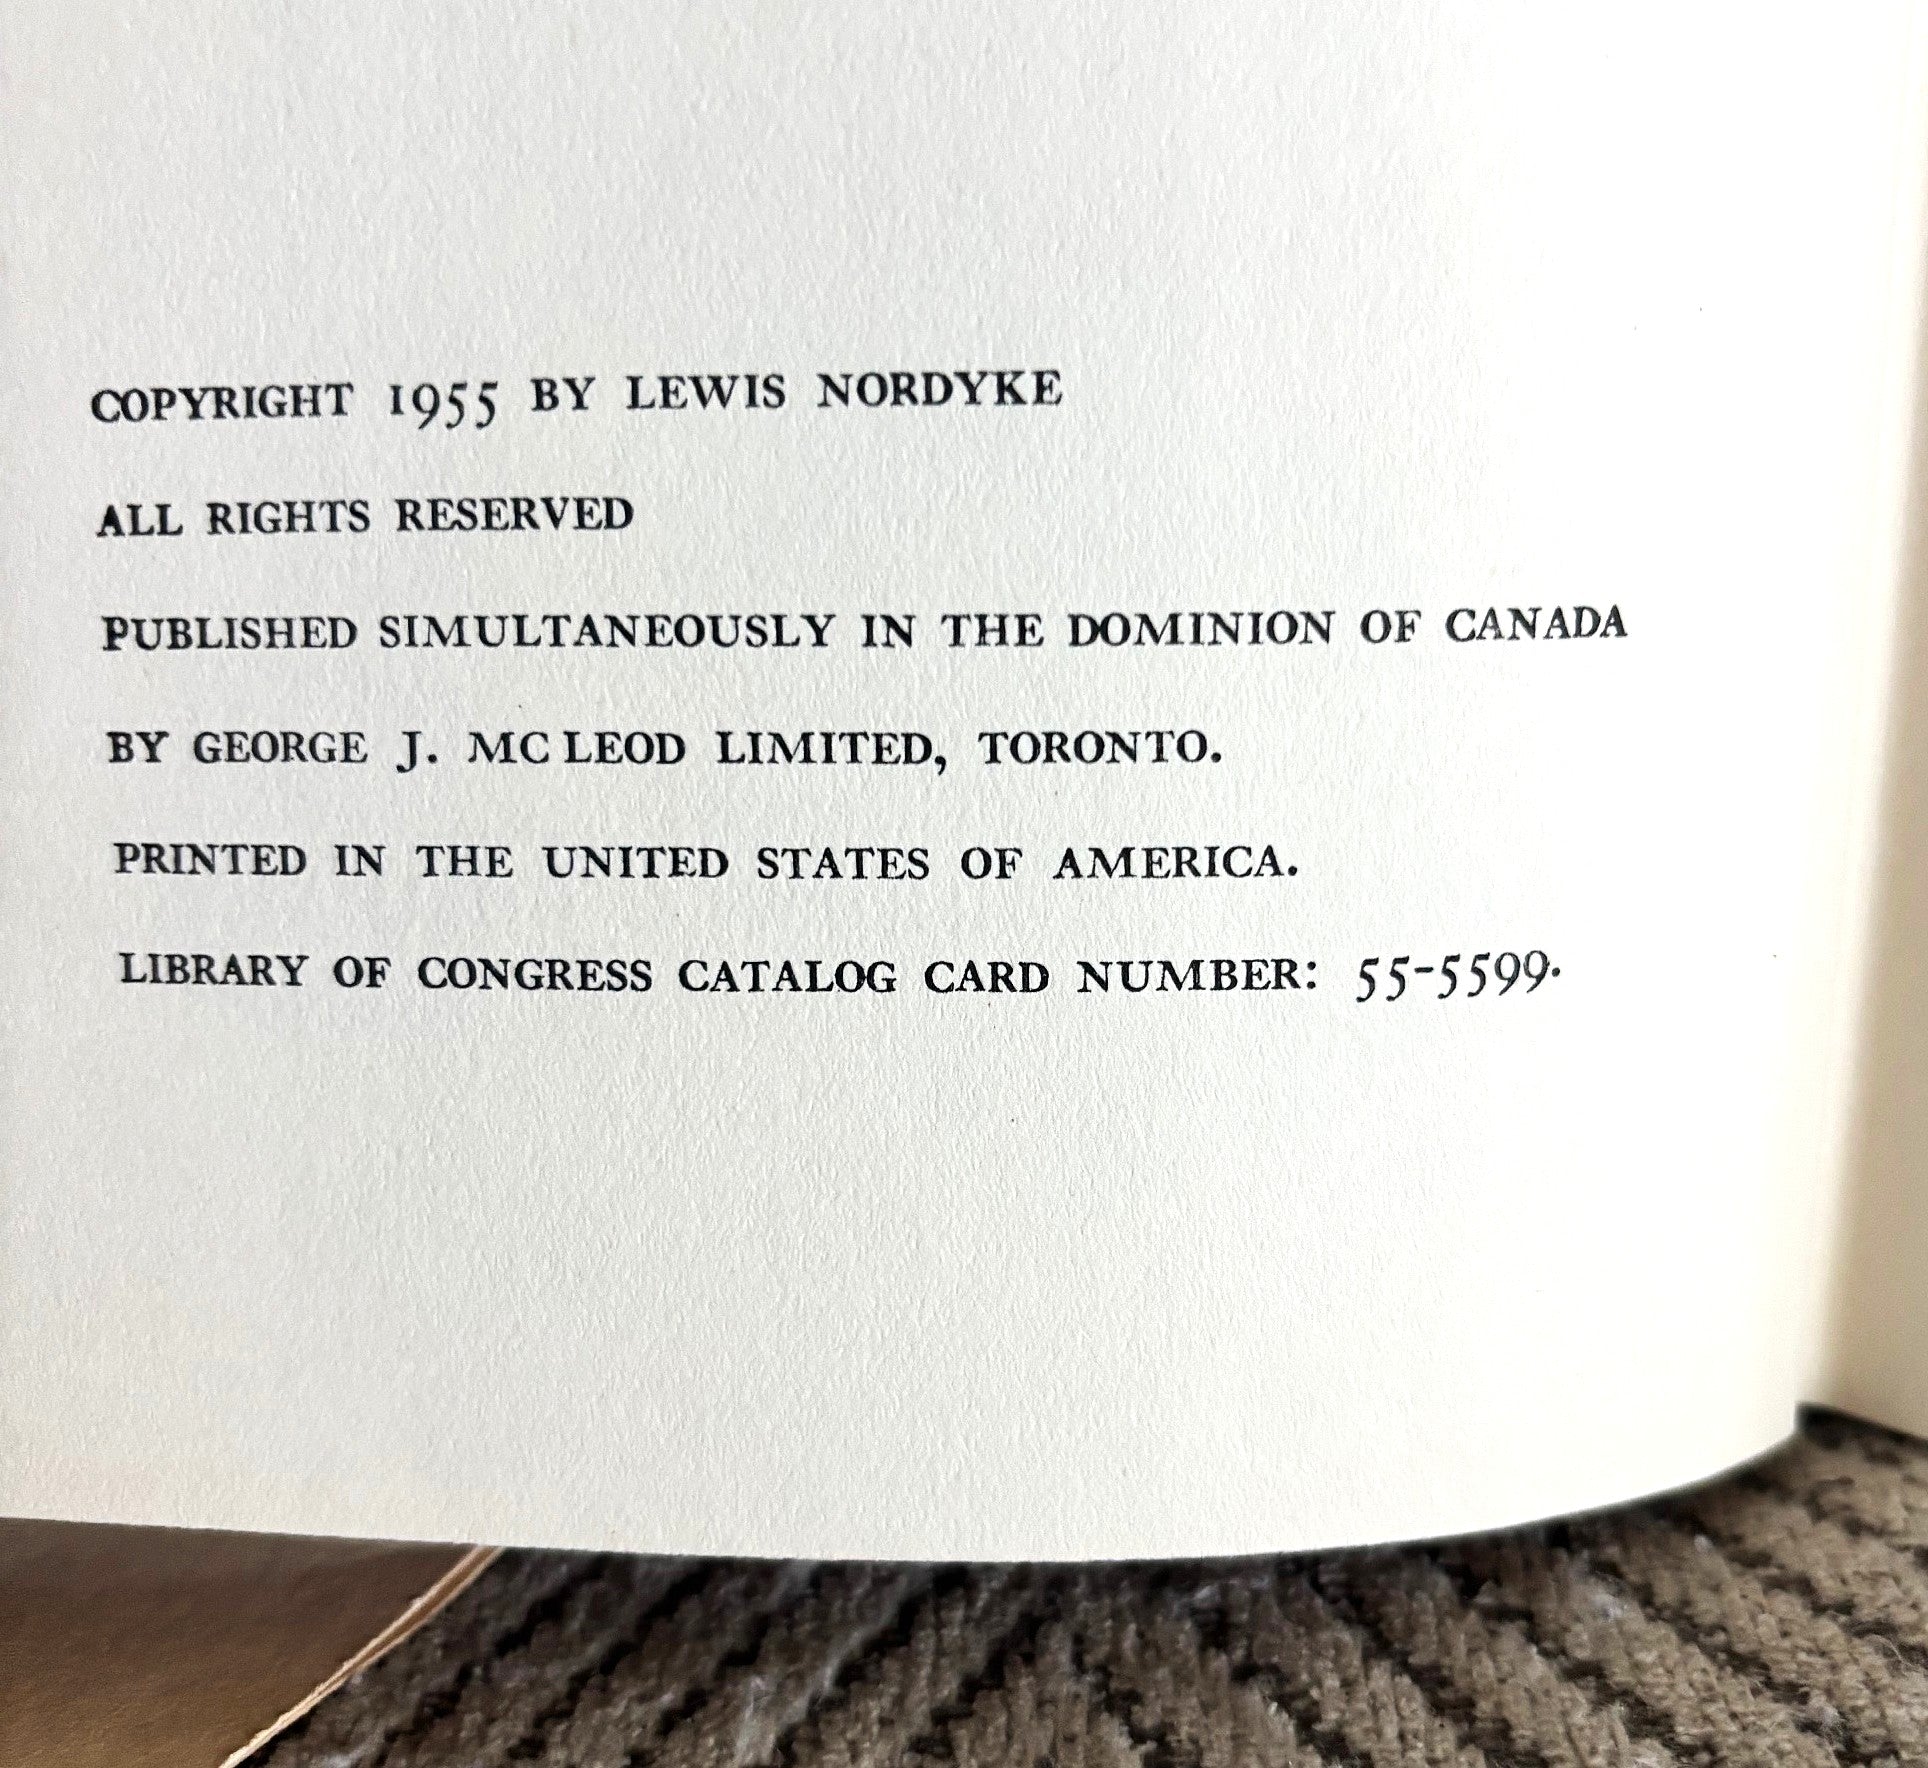 COPYRIGHT 1955 BY LEWIS NORDYKE
ALL RIGHTS RESERVED
PUBLISHED SIMULTANEOUSLY IN THE DOMINION OF CANADA
BY GEORGE J. MC LEOD LIMITED, TORONTO.
PRINTED IN THE UNITED STATES OF AMERICA.
LIBRARY OF CONGRESS CATALOG CARD NUMBER: 55-5599.